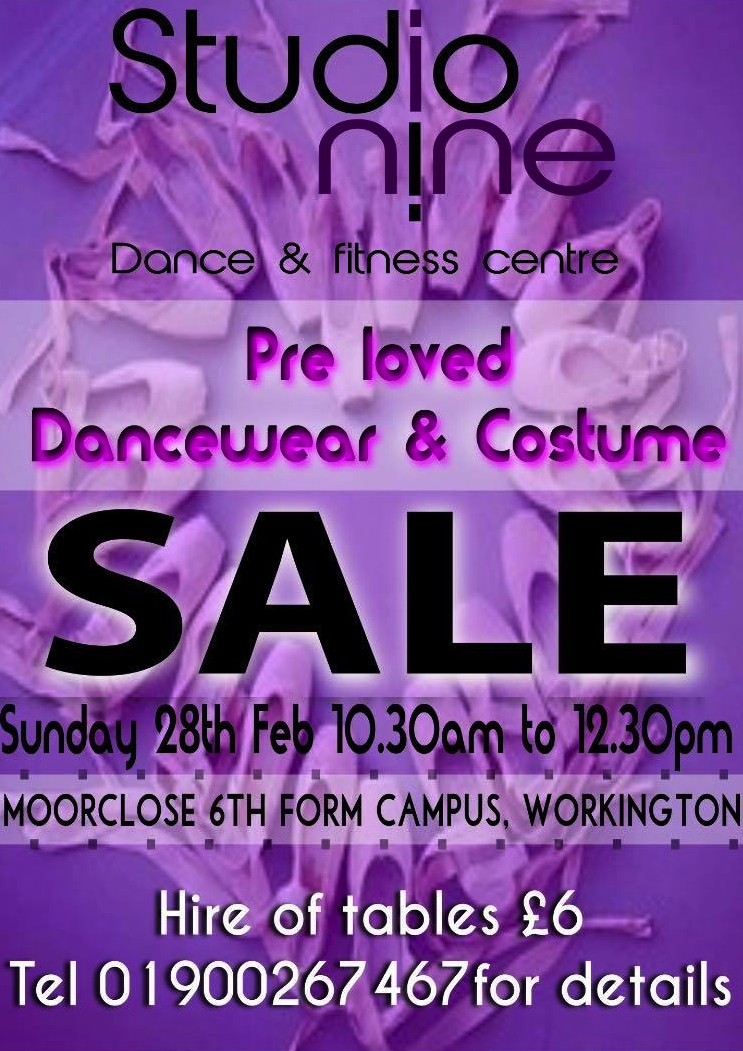 Studio
nine
Dance & fitness centre
Pre loved
Dancewear & Costume
SALE
Sunday 28th Feb 10.30am to 12.30pm
MOORCLOSE 6TH FORM CAMPUS, WORKINGTON
Hire of tables £6
Tel 01900267467for details